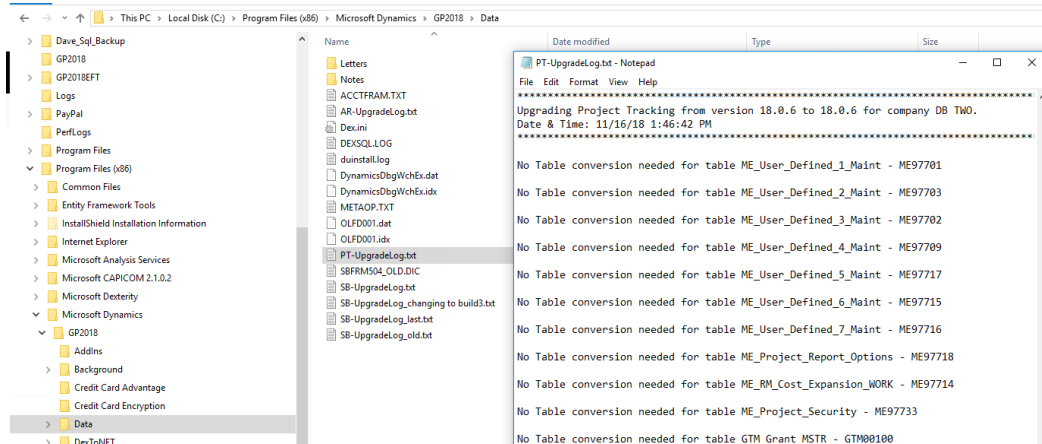 This PC > Local Disk (C:) > Program Files (x86) > Microsoft Dynamics > GP2018 > Data
Dave_Sql_Backup
GP2018
GP2018EFT
Logs
PayPal
PerfLogs
Program Files
Program Files (x86)
Common Files
Entity Framework Tools
InstallShield Installation Information
Internet Explorer
Microsoft Analysis Services
Microsoft CAPICOM 2.1.0.2
Microsoft Dexterity
Microsoft Dynamics
GP2018
AddIns
Background
Credit Card Advantage
Credit Card Encryption
Data
DexToNET
Name Date modified Type Size
Letters
Notes
ACCTFRAM.TXT
AR-UpgradeLog.txt
Dex.ini
DEXSQL.LOG
duinstall.log
DynamicsDbgWchEx.dat
DynamicsDbgWchEx.idx
METAOP.TXT
OLFD001.dat
OLFD001.idx
PT-UpgradeLog.txt
SBFRM504_OLD.DIC
SB-UpgradeLog.txt
SB-UpgradeLog_changing to build3.txt
SB-UpgradeLog_last.txt
SB-UpgradeLog_old.txt
PT-UpgradeLog.txt - Notepad
File Edit Format View Help
**************************************************************************************
Upgrading Project Tracking from version 18.0.6 to 18.0.6 for company DB TWO.
Date & Time: 11/16/18 1:46:42 PM
**************************************************************************************
No Table conversion needed for table ME_User_Defined_1_Maint - ME97701
No Table conversion needed for table ME_User_Defined_2_Maint - ME97703
No Table conversion needed for table ME_User_Defined_3_Maint - ME97702
No Table conversion needed for table ME_User_Defined_4_Maint - ME97709
No Table conversion needed for table ME_User_Defined_5_Maint - ME97717
No Table conversion needed for table ME_User_Defined_6_Maint - ME97715
No Table conversion needed for table ME_User_Defined_7_Maint - ME97716
No Table conversion needed for table ME_Project_Report_Options - ME97718
No Table conversion needed for table ME_RM_Cost_Expansion_WORK - ME97714
No Table conversion needed for table ME_Project_Security - ME97733
No Table conversion needed for table GTM_Grant_MSTR - GTM00100